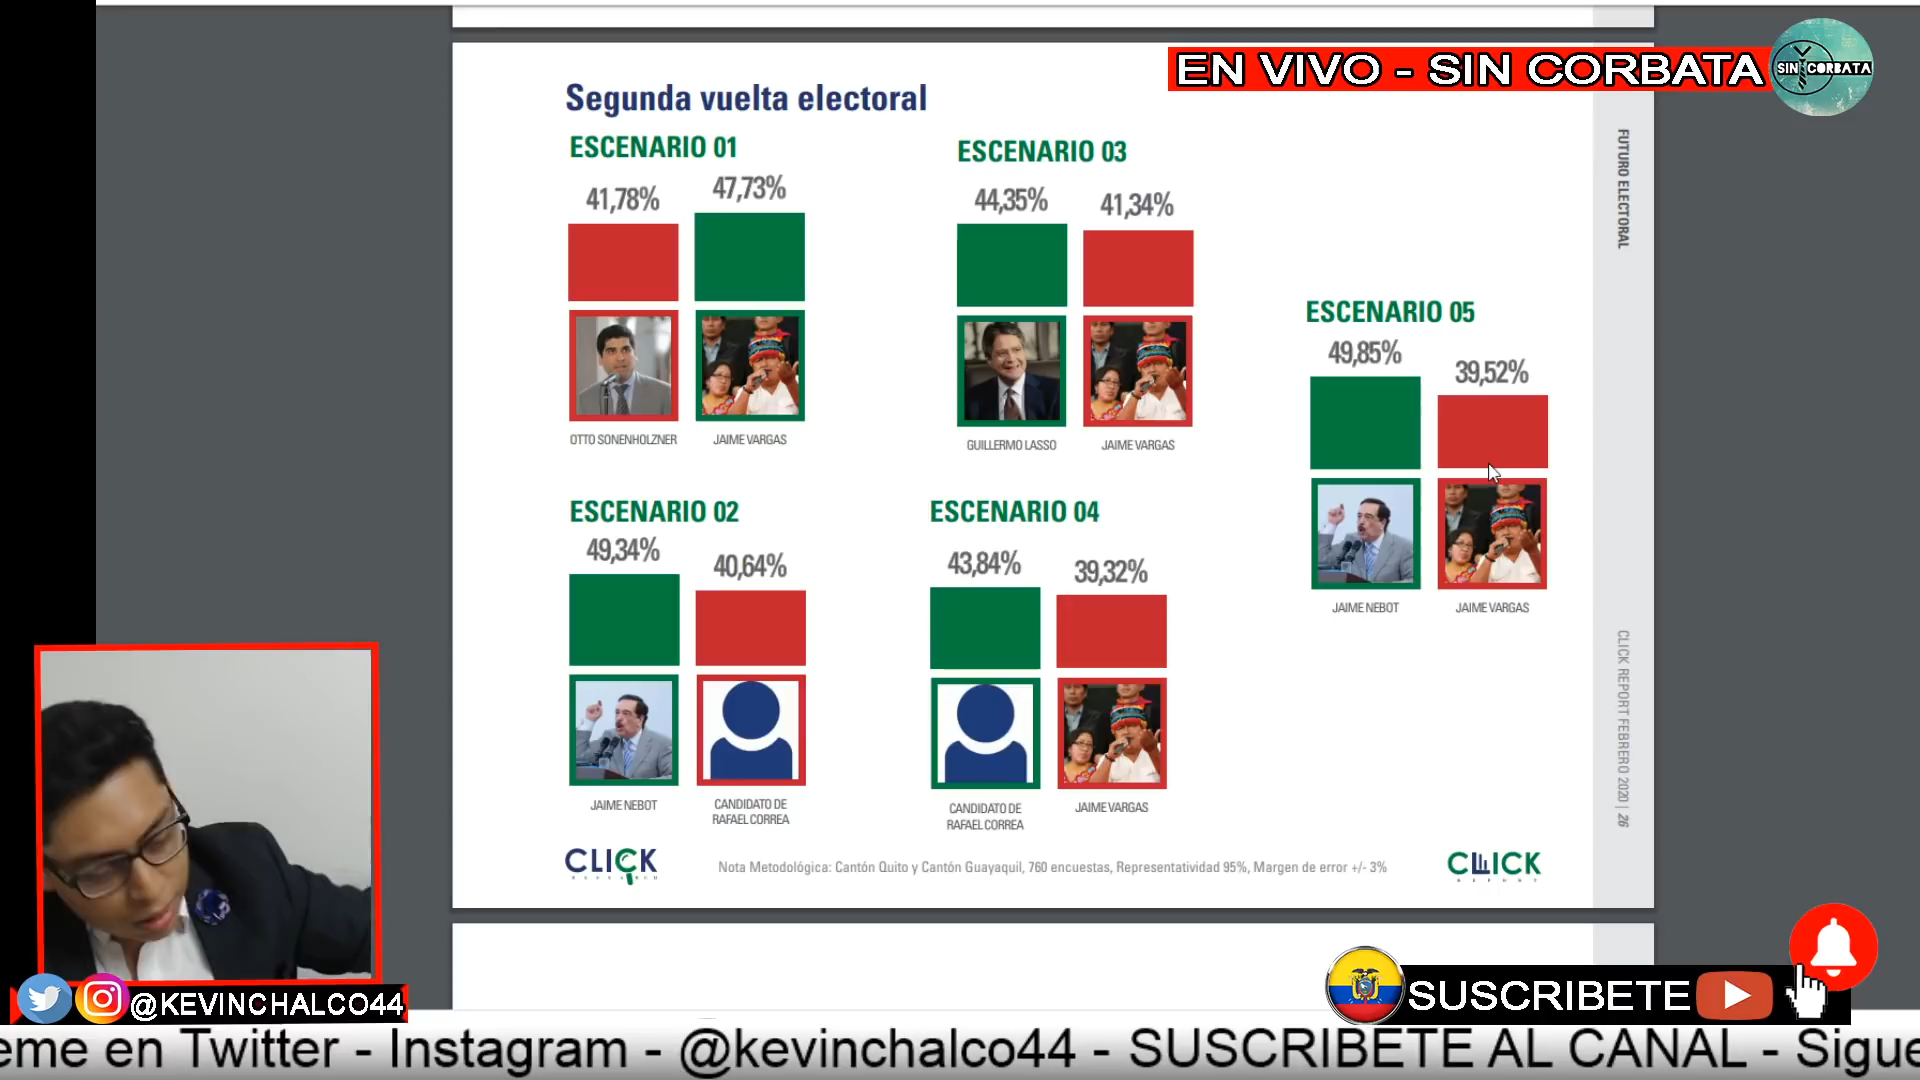 EN VIVO - SIN CORBATA
SIN CORBATA
Segunda vuelta electoral
ESCENARIO 01
41,78%
47,73%
OTTO SONENHOLZNER
JAIME VARGAS
ESCENARIO 03
44,35%
41,34%
GUILLERMO LASSO
JAIME VARGAS
ESCENARIO 05
49,85%
39,52%
JAIME NEBOT
JAIME VARGAS
ESCENARIO 02
49,34%
40,64%
JAIME NEBOT
CANDIDATO DE
RAFAEL CORREA
ESCENARIO 04
43,84%
39,32%
CANDIDATO DE
RAFAEL CORREA
JAIME VARGAS
FUTURO ELECTORAL
CLICK REPORT FEBRERO 2020 | 26
CLICK
Nota Metodológica: Cantón Quito y Cantón Guayaquil, 760 encuestas, Representatividad 95%, Margen de error +/- 3%
CLICK
REPORT
@KEVINCHALCO44
SUSCRIBETE
eme en Twitter - Instagram - @kevinchalco44 - SUSCRIBETE AL CANAL - Sigue